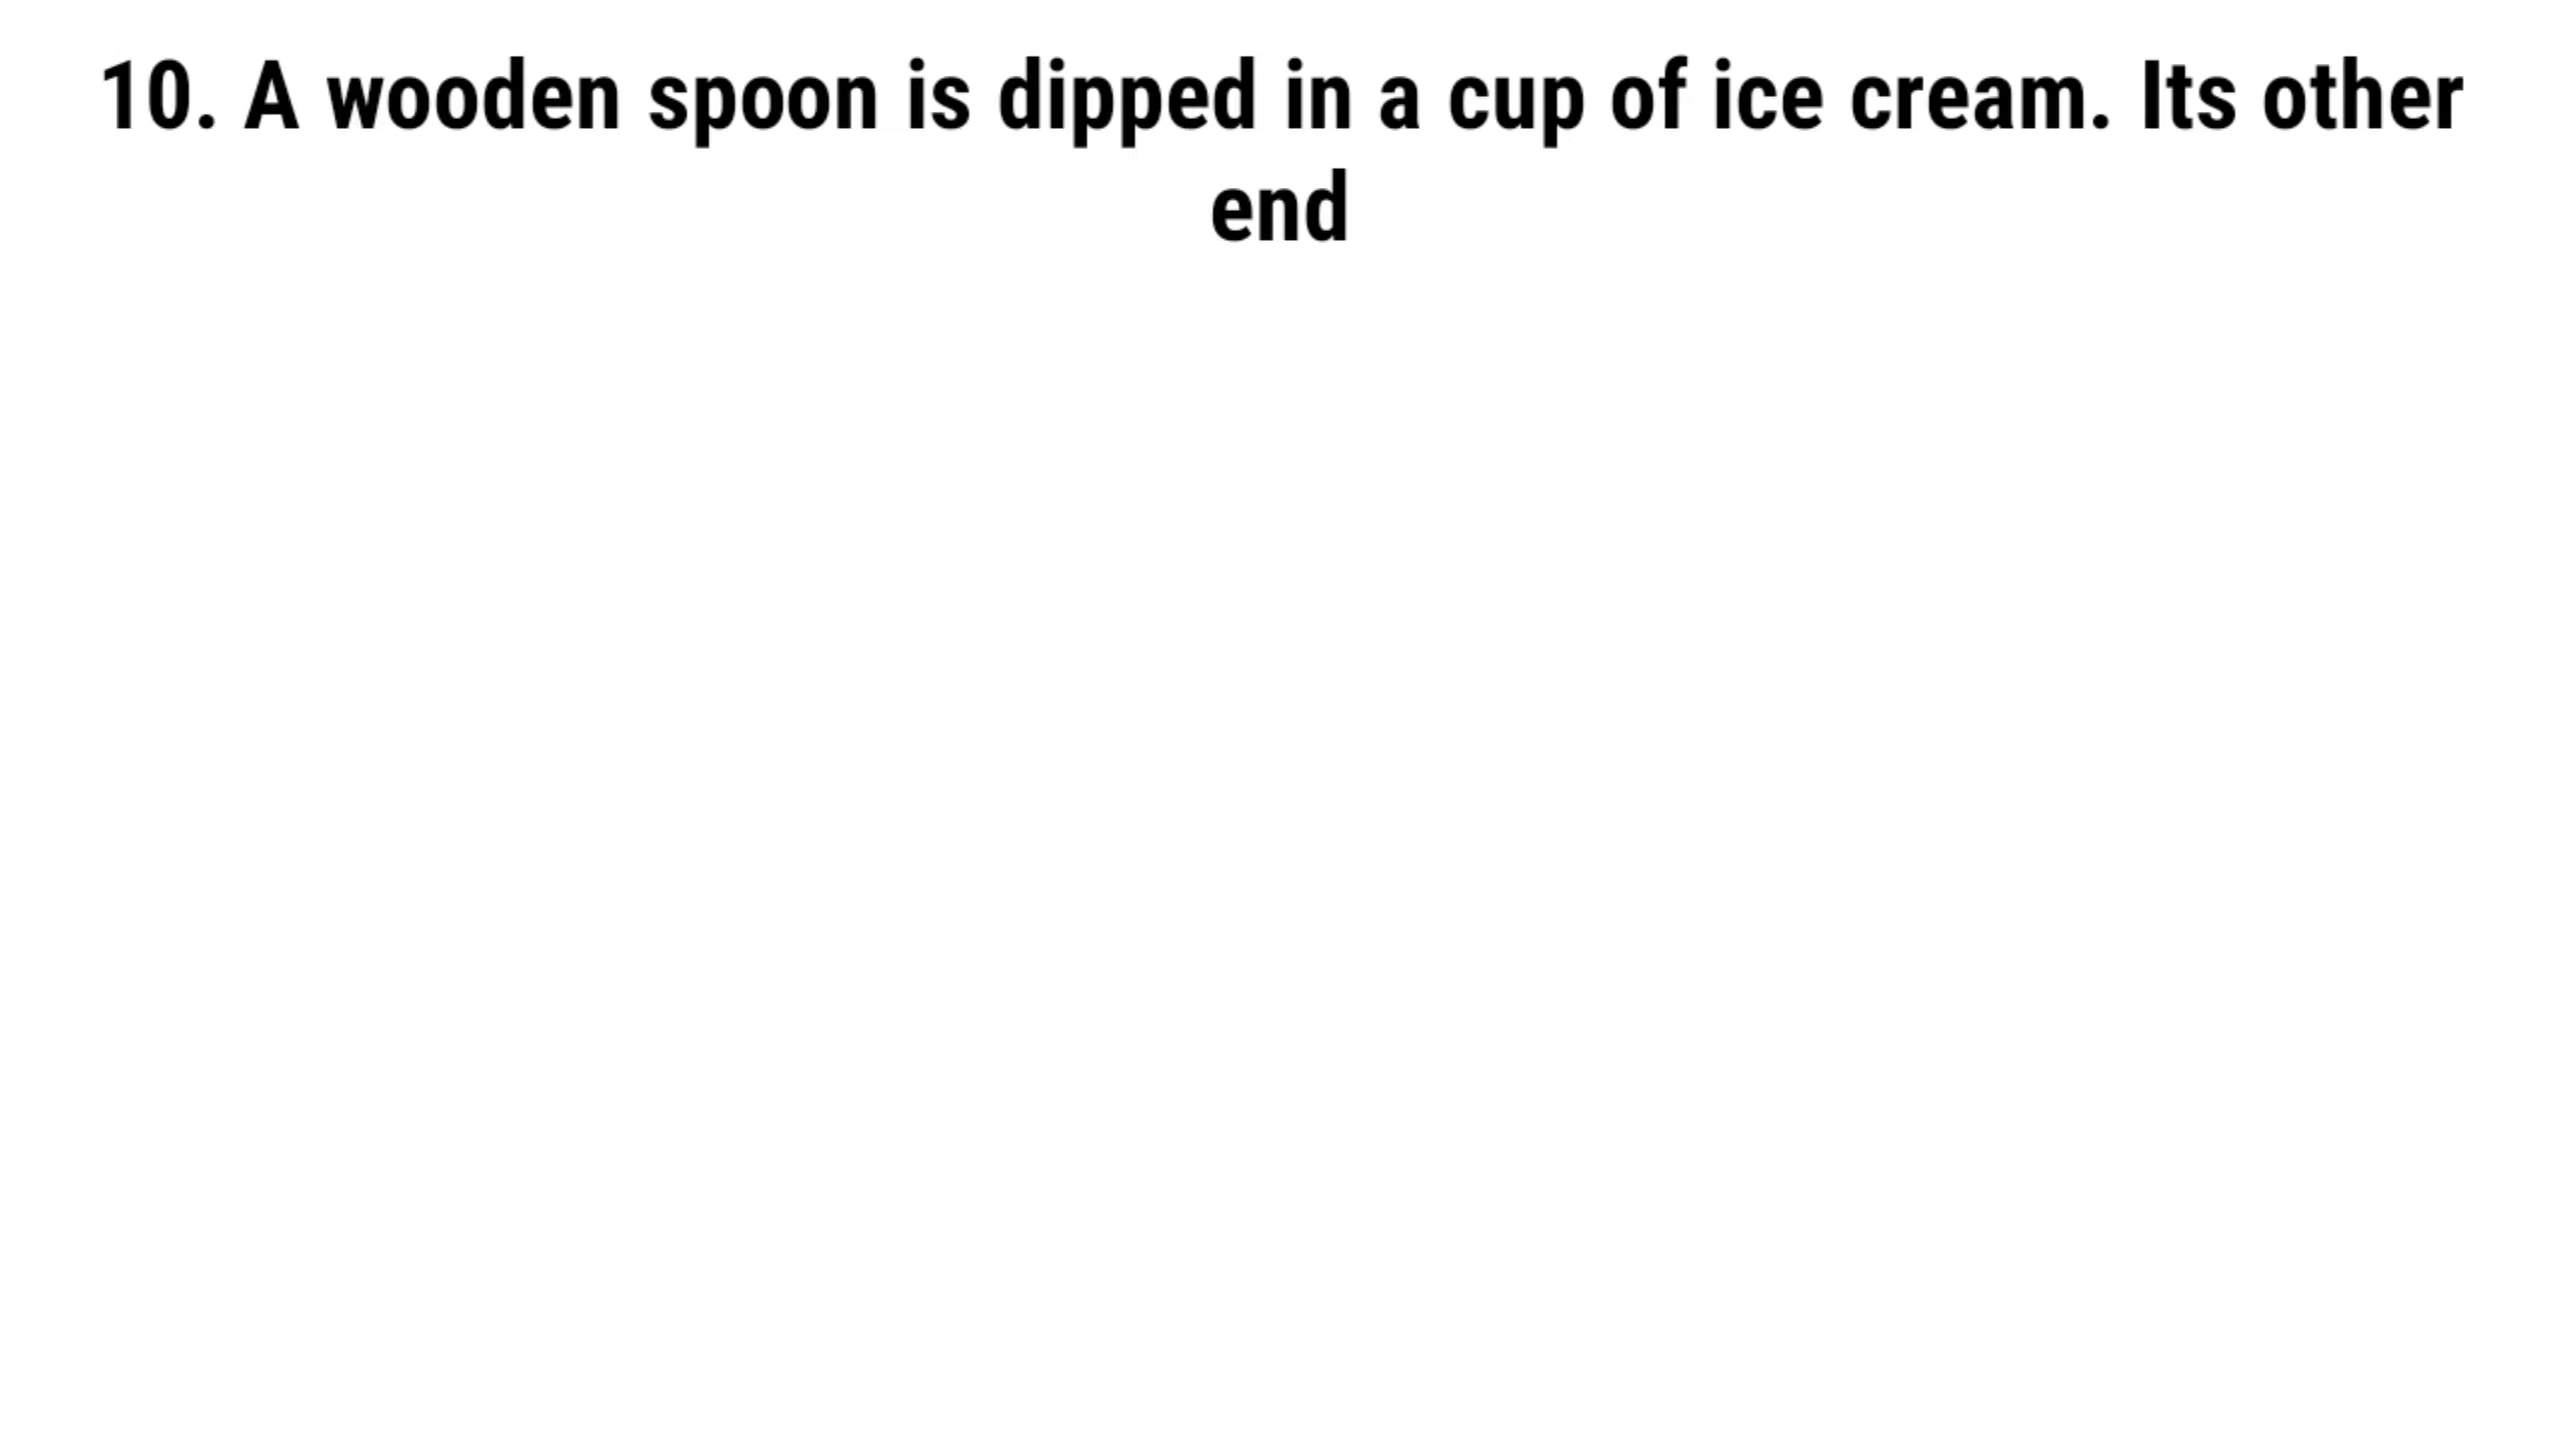 10. A wooden spoon is dipped in a cup of ice cream. Its other
end